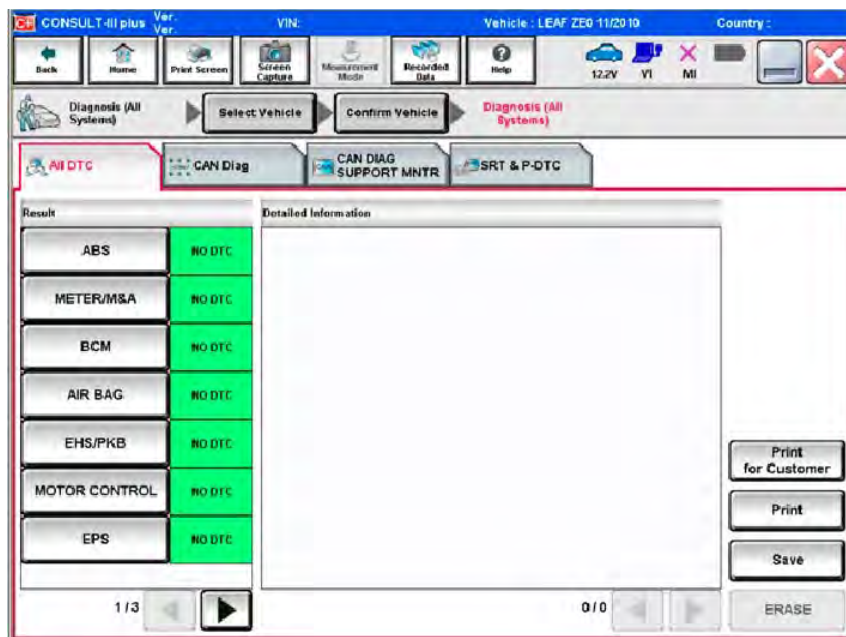 C+ CONSULT-III plus Ver. VIN: Vehicle : LEAF ZE0 11/2010 Country :
Ver.
Back Home Print Screen Screen Capture Measurement Mode Recorded Data Help 12.2V VI MI
Diagnosis (All Systems) Select Vehicle Confirm Vehicle Diagnosis (All Systems)
All DTC CAN Diag CAN DIAG SUPPORT MNTR SRT & P-DTC
Result Detailed Information
ABS NO DTC
METER/M&A NO DTC
BCM NO DTC
AIR BAG NO DTC
EHS/PKB NO DTC
MOTOR CONTROL NO DTC
EPS NO DTC
Print for Customer
Print
Save
1/3 0/0 ERASE